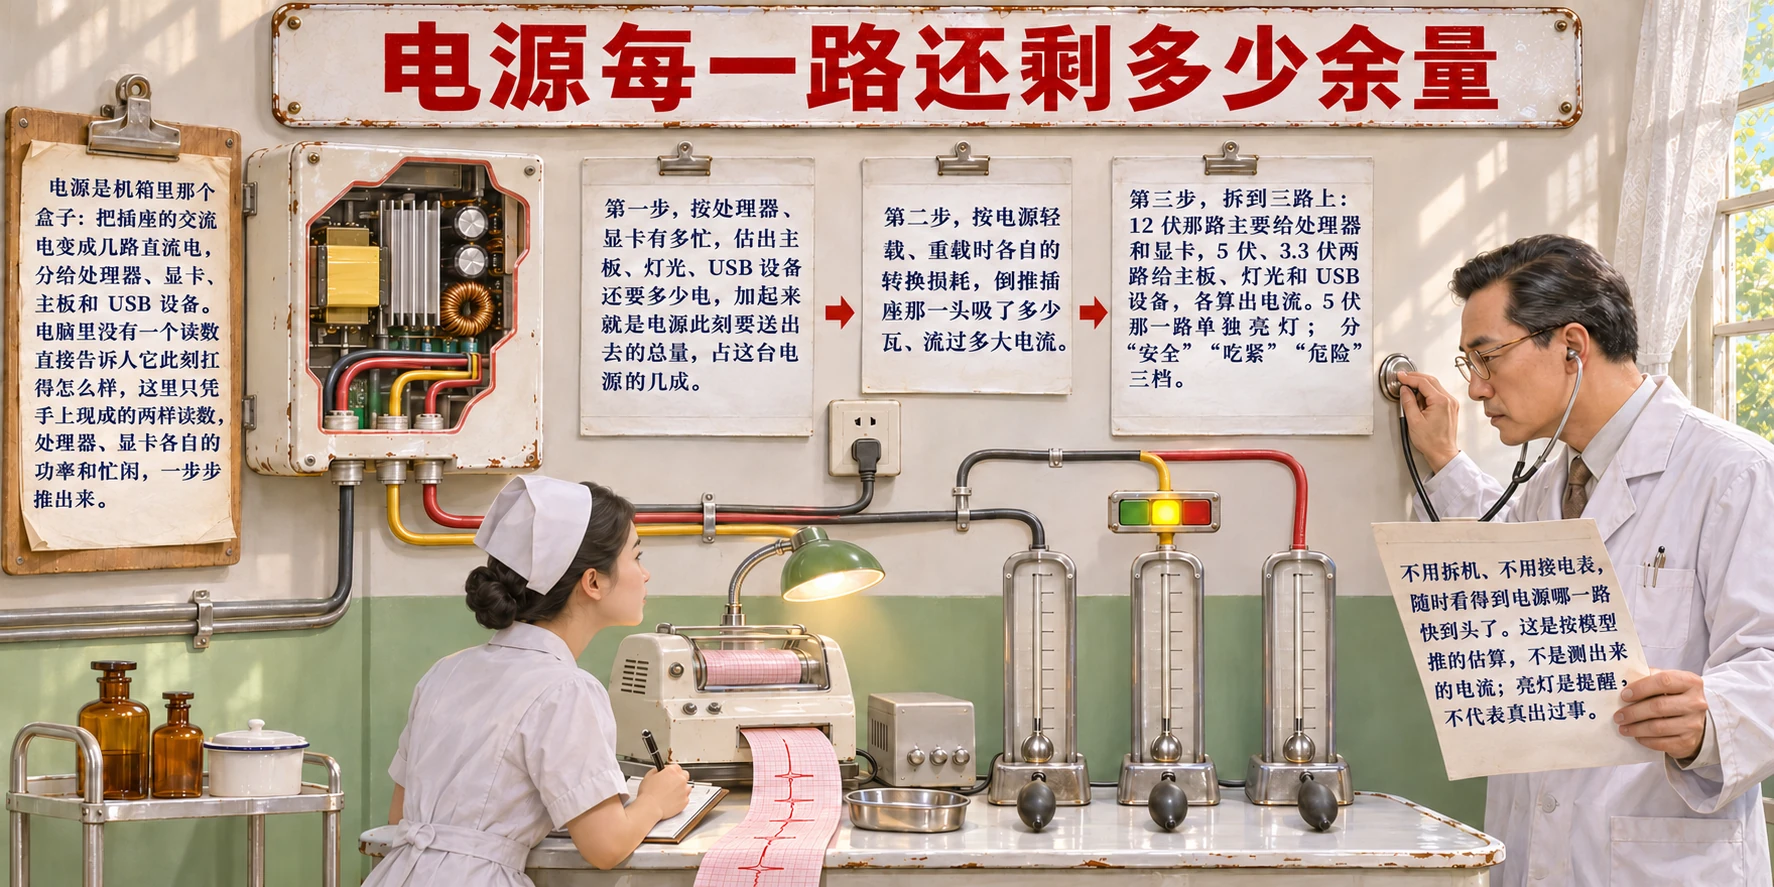 电源每一路还剩多少余量
电源是机箱里那个
盒子：把插座的交流
电变成几路直流电，
分给处理器、显卡、
主板和 USB 设备。
电脑里没有一个读数
直接告诉人它此刻扛
得怎么样，这里只凭
手上现成的两样读数，
处理器、显卡各自的
功率和忙闲，一步步
推出来。
第一步，按处理器、
显卡有多忙，估出主
板、灯光、USB 设备
还要多少电，加起来
就是电源此刻要送出
去的总量，占这台电
源的几成。
第二步，按电源轻
载、重载时各自的
转换损耗，倒推插
座那一头吸了多少
瓦、流过多大电流。
第三步，拆到三路上：
12 伏那路主要给处理器
和显卡，5 伏、3.3 伏两
路给主板、灯光和 USB
设备，各算出电流。5 伏
那一路单独亮灯；分
“安全”“吃紧”“危险”
三档。
不用拆机、不用接电表，
随时看得到电源哪一路
快到头了。这是按模型
推的估算，不是测出来
的电流；亮灯是提醒，
不代表真出过事。